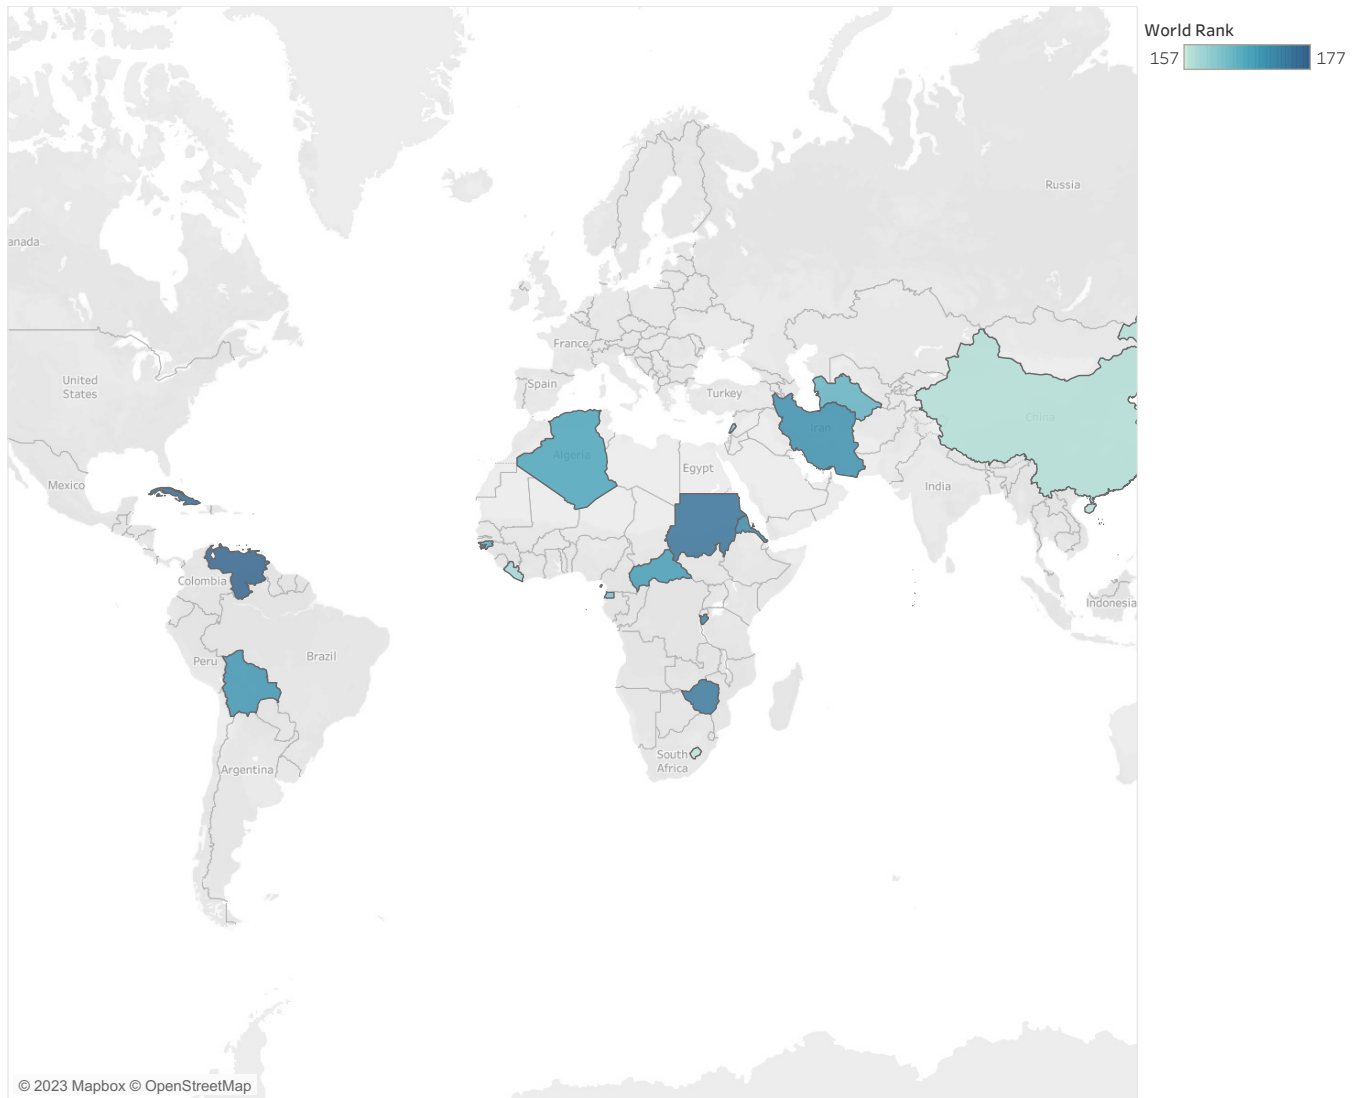 World Rank
157
177
Russia
anada
France
United
States
Spain
Turkey
China
Iran
Algeria
Egypt
Mexico
India
Colombia
Indonesia
Peru
Brazil
South
Africa
Argentina
© 2023 Mapbox © OpenStreetMap